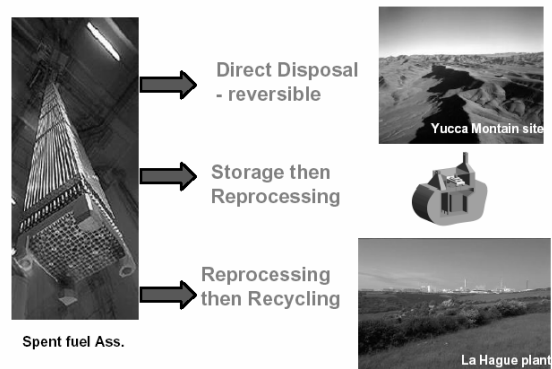 Direct Disposal
- reversible
Yucca Montain site
Storage then
Reprocessing
Reprocessing
then Recycling
Spent fuel Ass.
La Hague plant